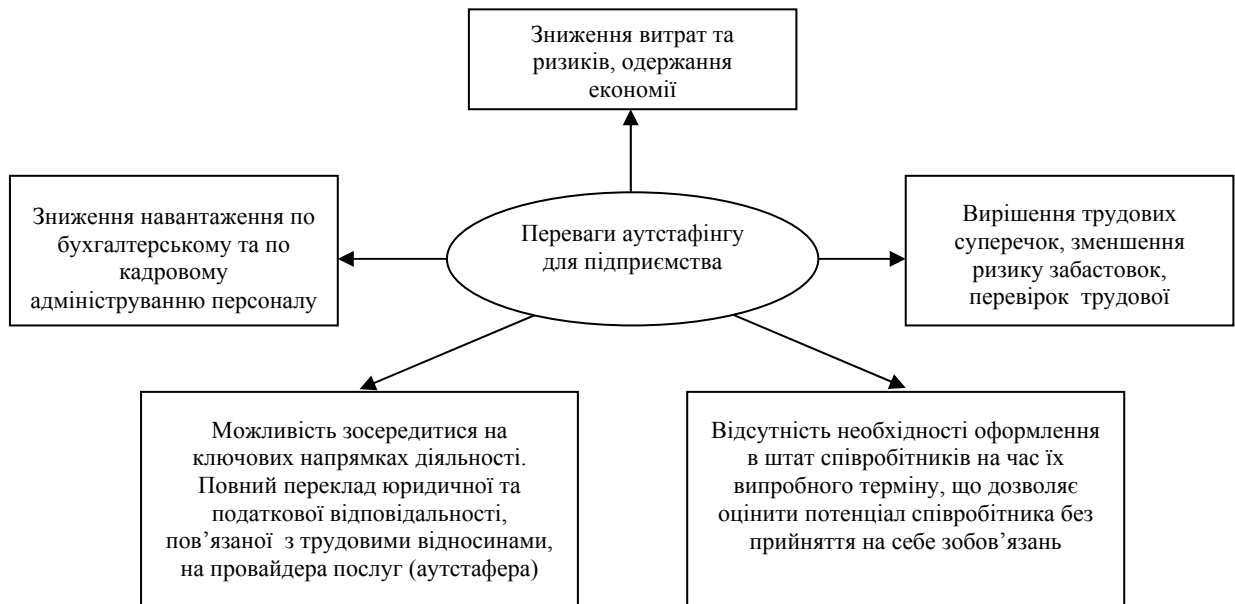 Зниження витрат та
ризиків, одержання
економії
Зниження навантаження по
бухгалтерському та по
кадровому
адмініструванню персоналу
Переваги аутстафінгу
для підприємства
Вирішення трудових
суперечок, зменшення
ризику забастовок,
перевірок трудової
Можливість зосередитися на
ключових напрямках діяльності.
Повний переклад юридичної та
податкової відповідальності,
пов’язаної з трудовими відносинами,
на провайдера послуг (аутстафера)
Відсутність необхідності оформлення
в штат співробітників на час їх
випробного терміну, що дозволяє
оцінити потенціал співробітника без
прийняття на себе зобов’язань